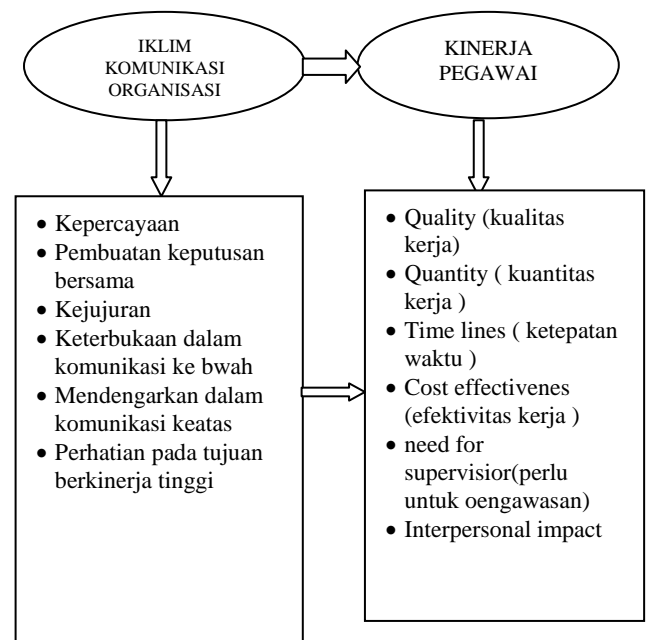 IKLIM
KOMUNIKASI
ORGANISASI
KINERJA
PEGAWAI
• Kepercayaan
• Pembuatan keputusan
bersama
• Kejujuran
• Keterbukaan dalam
komunikasi ke bwah
• Mendengarkan dalam
komunikasi keatas
• Perhatian pada tujuan
berkinerja tinggi
• Quality (kualitas
kerja)
• Quantity ( kuantitas
kerja )
• Time lines ( ketepatan
waktu )
• Cost effectivenes
(efektivitas kerja )
• need for
supervisior(perlu
untuk oengawasan)
• Interpersonal impact